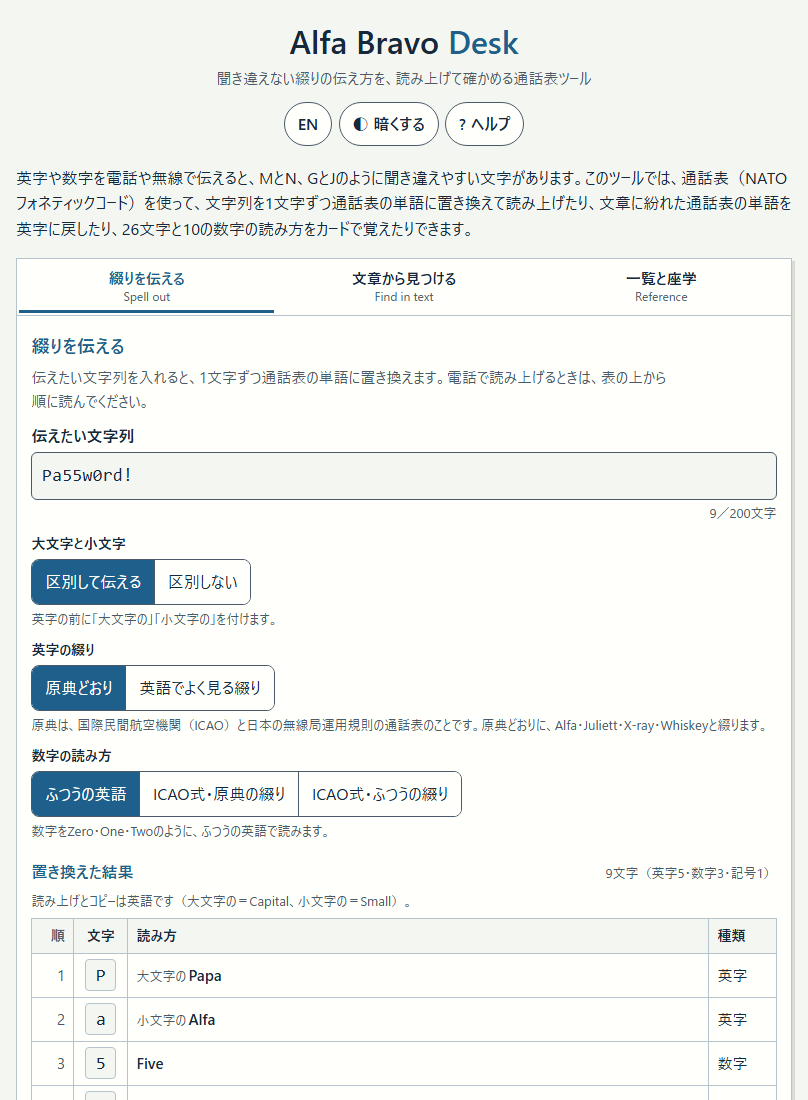 Alfa Bravo Desk
聞き違えない綴りの伝え方を、読み上げて確かめる通話表ツール
EN
暗くする
? ヘルプ
英字や数字を電話や無線で伝えると、MとN、GとJのように聞き違えやすい文字があります。このツールでは、通話表（NATO
フォネティックコード）を使って、文字列を1文字ずつ通話表の単語に置き換えて読み上げたり、文章に紛れた通話表の単語を
英字に戻したり、26文字と10の数字の読み方をカードで覚えたりできます。
綴りを伝える 文章から見つける 一覧と座学
Spell out Find in text Reference
綴りを伝える
伝えたい文字列を入れると、1文字ずつ通話表の単語に置き換えます。電話で読み上げるときは、表の上から
順に読んでください。
伝えたい文字列
Pa55w0rd!
9／200文字
大文字と小文字
区別して伝える 区別しない
英字の前に「大文字の」「小文字の」を付けます。
英字の綴り
原典どおり 英語でよく見る綴り
原典は、国際民間航空機関（ICAO）と日本の無線局運用規則の通話表のことです。原典どおりに、Alfa・Juliett・X-ray・Whiskeyと綴ります。
数字の読み方
ふつうの英語 ICAO式・原典の綴り ICAO式・ふつうの綴り
数字をZero・One・Twoのように、ふつうの英語で読みます。
置き換えた結果 9文字（英字5・数字3・記号1）
読み上げとコピーは英語です（大文字の＝Capital、小文字の＝Small）。
順 文字 読み方 種類
1 P 大文字の Papa 英字
2 a 小文字の Alfa 英字
3 5 Five 数字